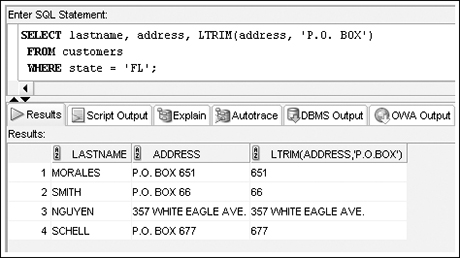 Enter SQL Statement:
SELECT lastname, address, LTRIM(address, 'P.O. BOX')
FROM customers
WHERE state = 'FL';
Results Script Output Explain Autotrace DBMS Output OWA Output
Results:
LASTNAME ADDRESS LTRIM(ADDRESS,'P.O.BOX')
1 MORALES P.O. BOX 651 651
2 SMITH P.O. BOX 66 66
3 NGUYEN 357 WHITE EAGLE AVE. 357 WHITE EAGLE AVE.
4 SCHELL P.O. BOX 677 677